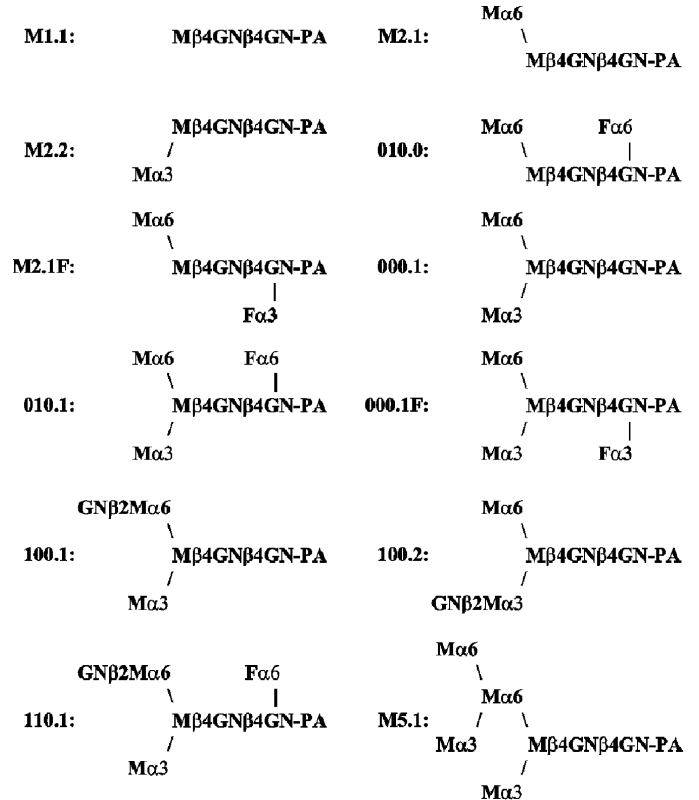 Mα6
M1.1: Mβ4GNβ4GN-PA M2.1: \
Mβ4GNβ4GN-PA
Mβ4GNβ4GN-PA Mα6 Fα6
M2.2: / 010.0: \ |
Mα3 Mβ4GNβ4GN-PA
Mα6 Mα6
\ \
M2.1F: Mβ4GNβ4GN-PA 000.1: Mβ4GNβ4GN-PA
| /
Fα3 Mα3
Mα6 Fα6 Mα6
\ | \
010.1: Mβ4GNβ4GN-PA 000.1F: Mβ4GNβ4GN-PA
/ / |
Mα3 Mα3 Fα3
GNβ2Mα6 Mα6
\ \
100.1: Mβ4GNβ4GN-PA 100.2: Mβ4GNβ4GN-PA
/ /
Mα3 GNβ2Mα3
Mα6
GNβ2Mα6 Fα6 \
\ | Mα6
110.1: Mβ4GNβ4GN-PA M5.1: / \
/ Mα3 Mβ4GNβ4GN-PA
Mα3 /
Mα3